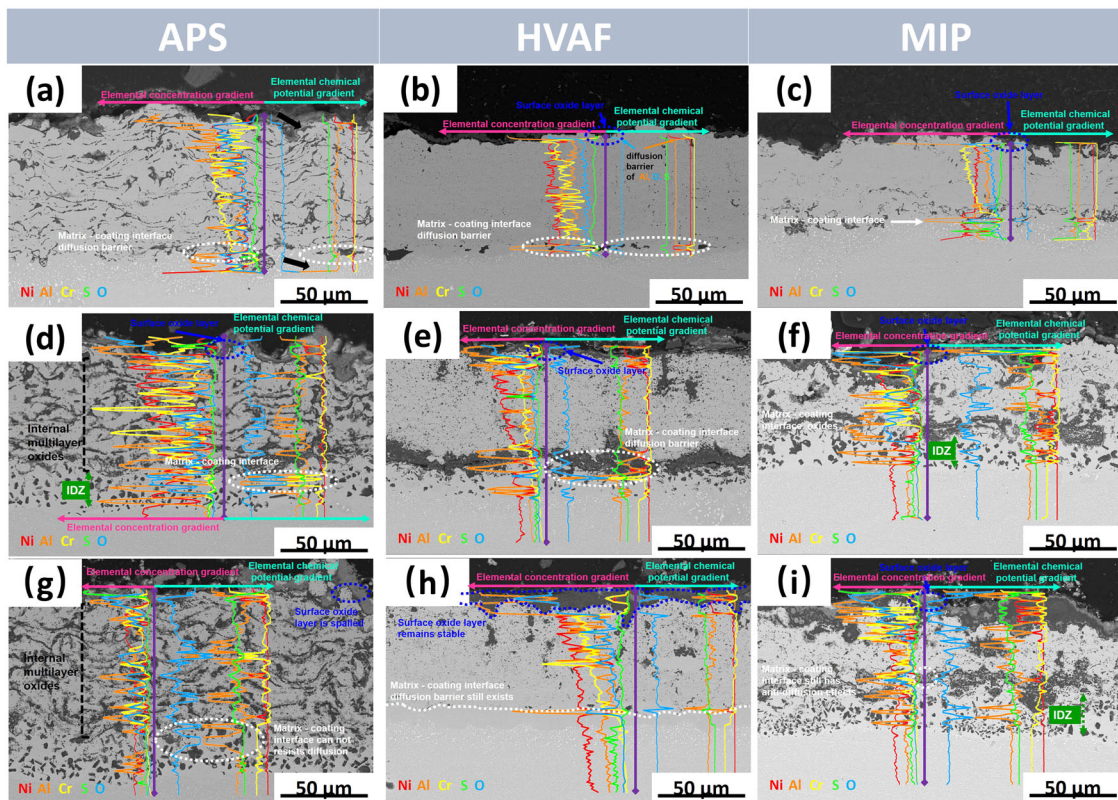 APS
HVAF
MIP
(a)
Elemental chemical
potential gradient
Elemental concentration gradient
Matrix - coating interface
diffusion barrier
Ni Al Cr S O
50 μm
(b)
Surface oxide layer
Elemental chemical
potential gradient
Elemental concentration gradient
diffusion
barrier
of Al
Matrix - coating interface
diffusion barrier
Ni Al Cr S O
50 μm
(c)
Surface oxide layer
Elemental chemical
potential gradient
Elemental concentration gradient
Matrix - coating interface
Ni Al Cr S O
50 μm
(d)
Surface oxide layer
Elemental chemical
potential gradient
Internal
multilayer
oxides
Matrix - coating interface
IDZ
Elemental concentration gradient
Ni Al Cr S O
50 μm
(e)
Elemental chemical
potential gradient
Elemental concentration gradient
Surface oxide layer
Matrix - coating interface
diffusion barrier
Ni Al Cr S O
50 μm
(f)
Surface oxide layer
Elemental chemical
potential gradient
Elemental concentration gradient
Matrix - coating
interface oxides
IDZ
Ni Al Cr S O
50 μm
(g)
Elemental concentration gradient
Elemental chemical
potential gradient
Surface oxide
layer is spalled
Internal
multilayer
oxides
Matrix - coating
interface can not
resists diffusion
Ni Al Cr S O
50 μm
(h)
Elemental concentration gradient
Elemental chemical
potential gradient
Surface oxide layer
remains stable
Matrix - coating interface
diffusion barrier still exists
Ni Al Cr S O
50 μm
(i)
Surface oxide layer
Elemental chemical
potential gradient
Elemental concentration gradient
Matrix - coating
interface still has
anti-diffusion effects
IDZ
Ni Al Cr S O
50 μm